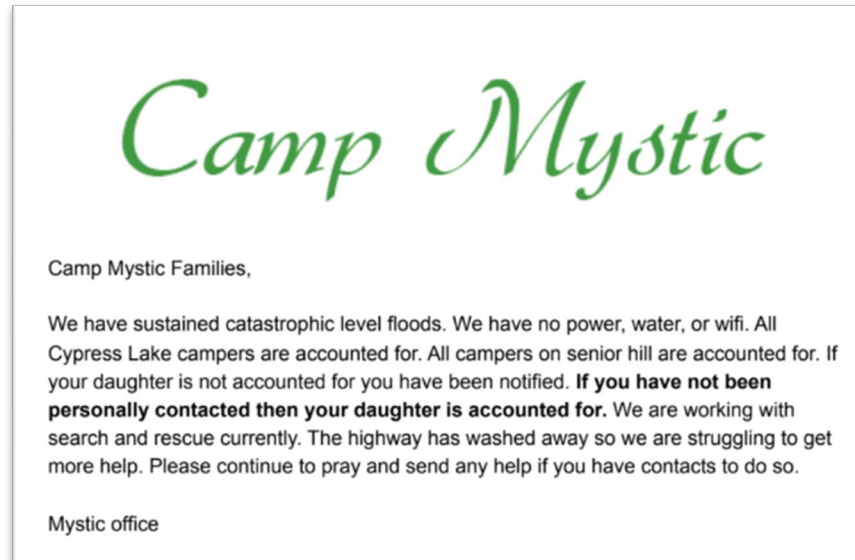 Camp Mystic
Camp Mystic Families,
We have sustained catastrophic level floods. We have no power, water, or wifi. All
Cypress Lake campers are accounted for. All campers on senior hill are accounted for. If
your daughter is not accounted for you have been notified. If you have not been
personally contacted then your daughter is accounted for. We are working with
search and rescue currently. The highway has washed away so we are struggling to get
more help. Please continue to pray and send any help if you have contacts to do so.
Mystic office